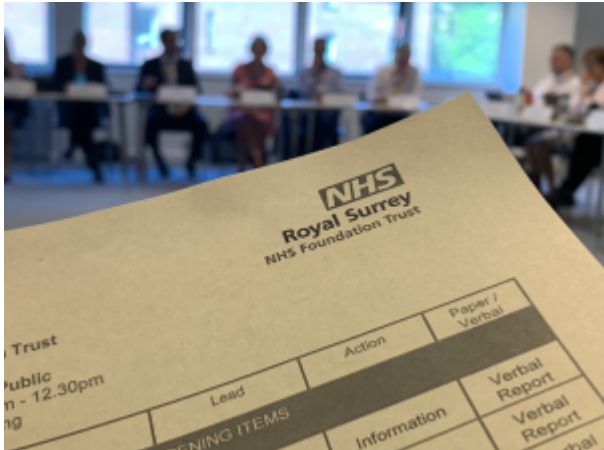 NHS
Royal Surrey
NHS Foundation Trust
Trust
Public
- 12.30pm
Lead
Action
Paper /
Verbal
ENING ITEMS
Information
Verbal
Report
Verbal
Report